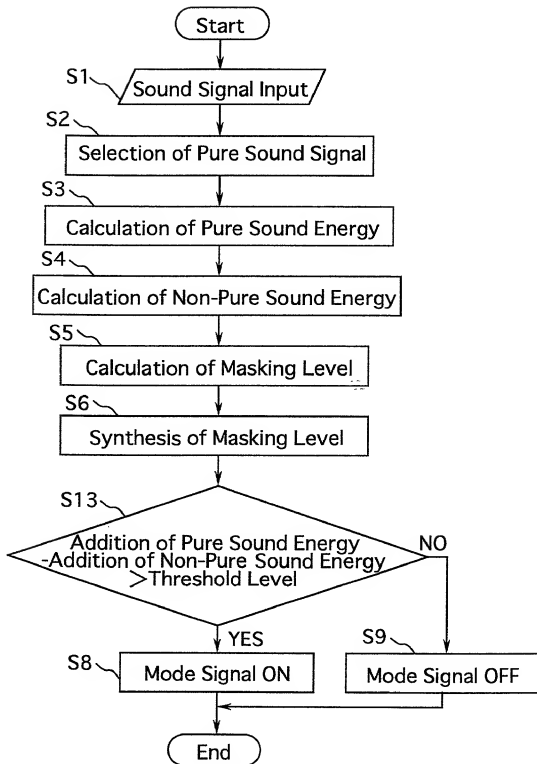 Start
S1
Sound Signal Input
S2
Selection of Pure Sound Signal
S3
Calculation of Pure Sound Energy
S4
Calculation of Non-Pure Sound Energy
S5
Calculation of Masking Level
S6
Synthesis of Masking Level
S13
Addition of Pure Sound Energy
-Addition of Non-Pure Sound Energy
>Threshold Level
NO
YES
S8
Mode Signal ON
S9
Mode Signal OFF
End